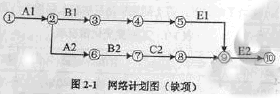 ① A1 ② B1 ③ ④ ⑤ E1
A2 ⑥ B2 ⑦ C2 ⑧ ⑨ E2 ⑩
图 2-1 网络计划图（缺项）